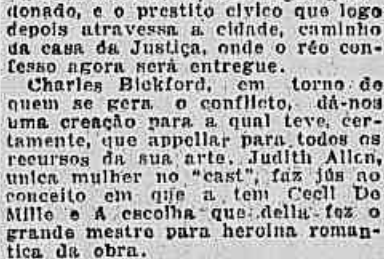 donado, e o prestito civico que logo
depois atravessa a cidade, caminho
da casa da Justiça, onde o réo con-
fesso agora será entregue.
Charles Bickford, em torno de
quem se gera o conflicto, dá-nos
uma creação para a qual teve, cer-
tamente, que appellar para todos os
recursos da sua arte. Judith Allen,
unica mulher no "cast", faz jús ao
conceito em que a tem Cecil De
Mille e A escolha que della fez o
grande mestre para heroina roman-
tica da obra.